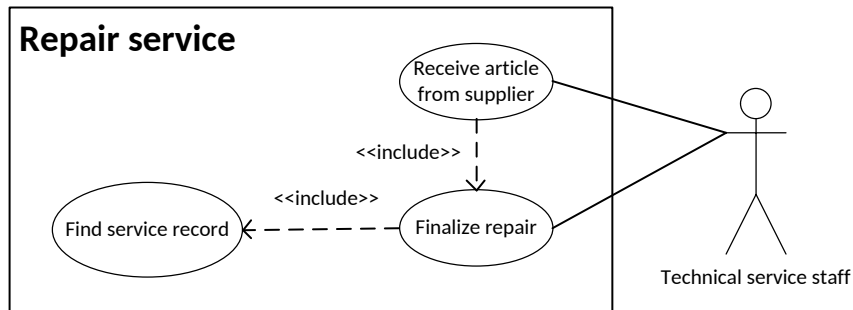 Repair service
Receive article
from supplier
<<include>>
<<include>>
Find service record
Finalize repair
Technical service staff